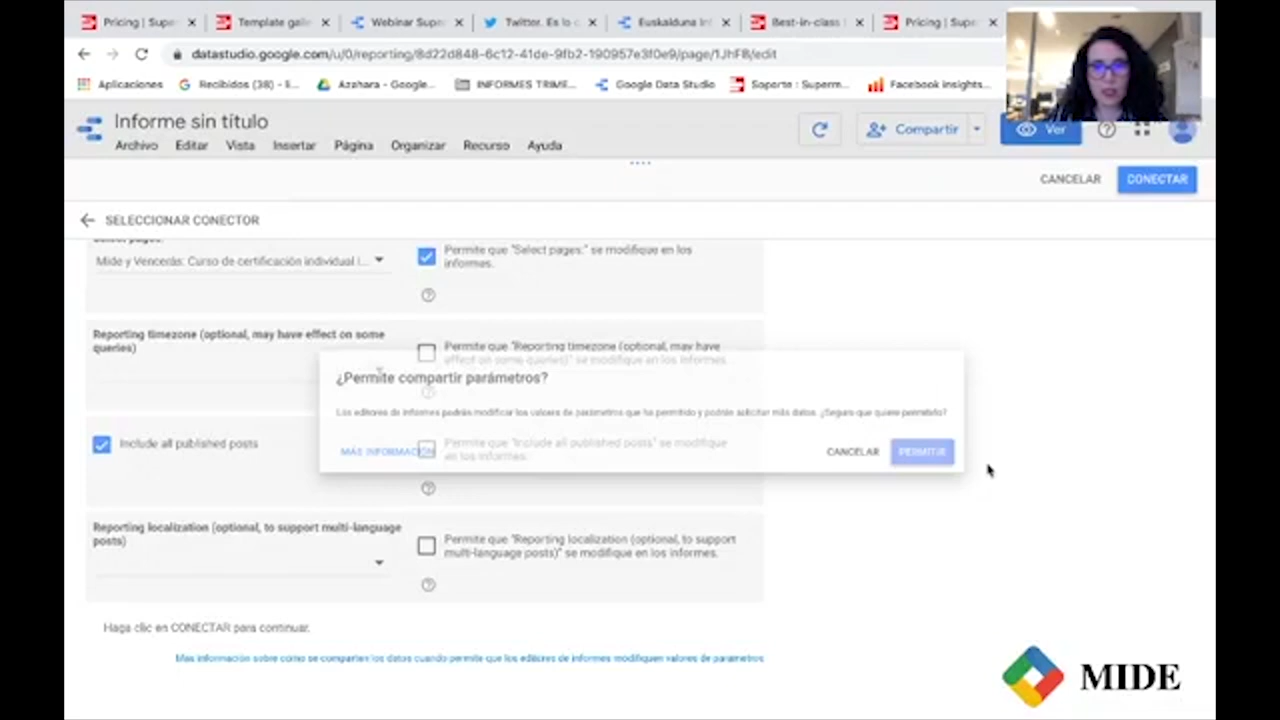 Pricing | Super
Template galle
Webinar Super
Twitter. Es lo c
Euskalduna Int
Best-in-class
Pricing | Supe
datastudio.google.com/u/0/reporting/8d22d848-6c12-41de-9fb2-190957e3f0e9/page/1JhFB/edit
Aplicaciones
Recibidos (38) - ti...
Azahara - Google...
INFORMES TRIME...
Google Data Studio
Soporte : Superm...
Facebook Insights...
Informe sin título
Archivo Editar Vista Insertar Página Organizar Recurso Ayuda
Compartir
Ver
CANCELAR CONECTAR
SELECCIONAR CONECTOR
Select pages:
Mide y Vencerás: Curso de certificación individual I...
Permite que "Select pages:" se modifique en los
informes.
Reporting timezone (optional, may have effect on some
queries)
Permite que "Reporting timezone (optional, may have
effect on some queries)" se modifique en los informes.
¿Permite compartir parámetros?
Los editores de informes podrán modificar los valores de parámetros que ha permitido y podrán solicitar más datos. ¿Seguro que quiere permitirlo?
MÁS INFORMACIÓN
CANCELAR PERMITIR
Include all published posts
Permite que "Include all published posts" se modifique
en los informes.
Reporting localization (optional, to support multi-language
posts)
Permite que "Reporting localization (optional, to support
multi-language posts)" se modifique en los informes.
Haga clic en CONECTAR para continuar.
Más información sobre cómo se comparten los datos cuando permite que los editores de informes modifiquen valores de parámetros
MIDE